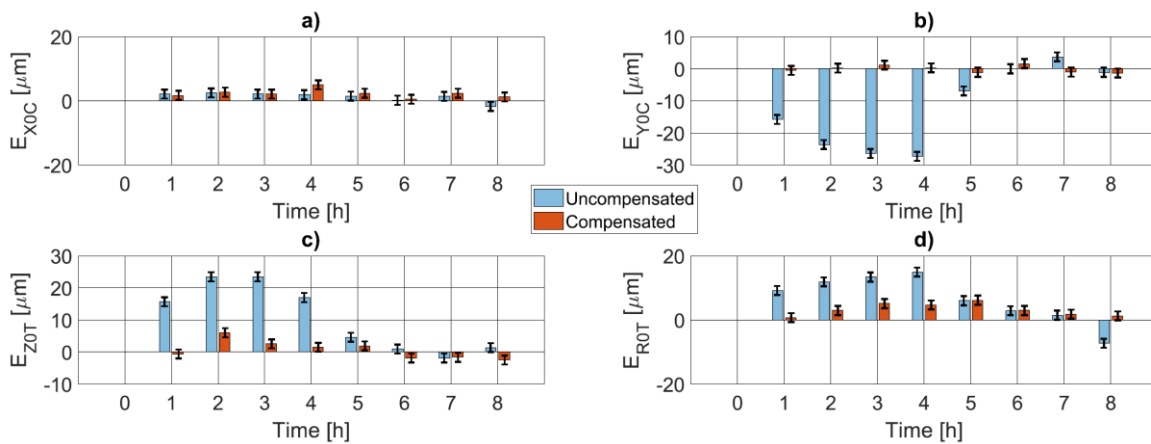 a)
20
0
-20
E_X0C [μm]
0 1 2 3 4 5 6 7 8
Time [h]
b)
10
0
-10
-20
-30
E_Y0C [μm]
0 1 2 3 4 5 6 7 8
Time [h]
Uncompensated
Compensated
c)
30
20
10
0
-10
E_Z0T [μm]
0 1 2 3 4 5 6 7 8
Time [h]
d)
20
0
-20
E_R0T [μm]
0 1 2 3 4 5 6 7 8
Time [h]